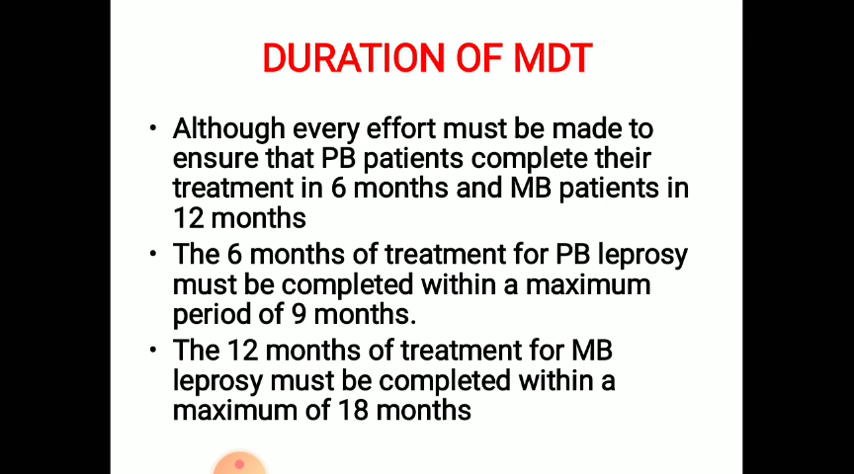 DURATION OF MDT
• Although every effort must be made to
ensure that PB patients complete their
treatment in 6 months and MB patients in
12 months
• The 6 months of treatment for PB leprosy
must be completed within a maximum
period of 9 months.
• The 12 months of treatment for MB
leprosy must be completed within a
maximum of 18 months